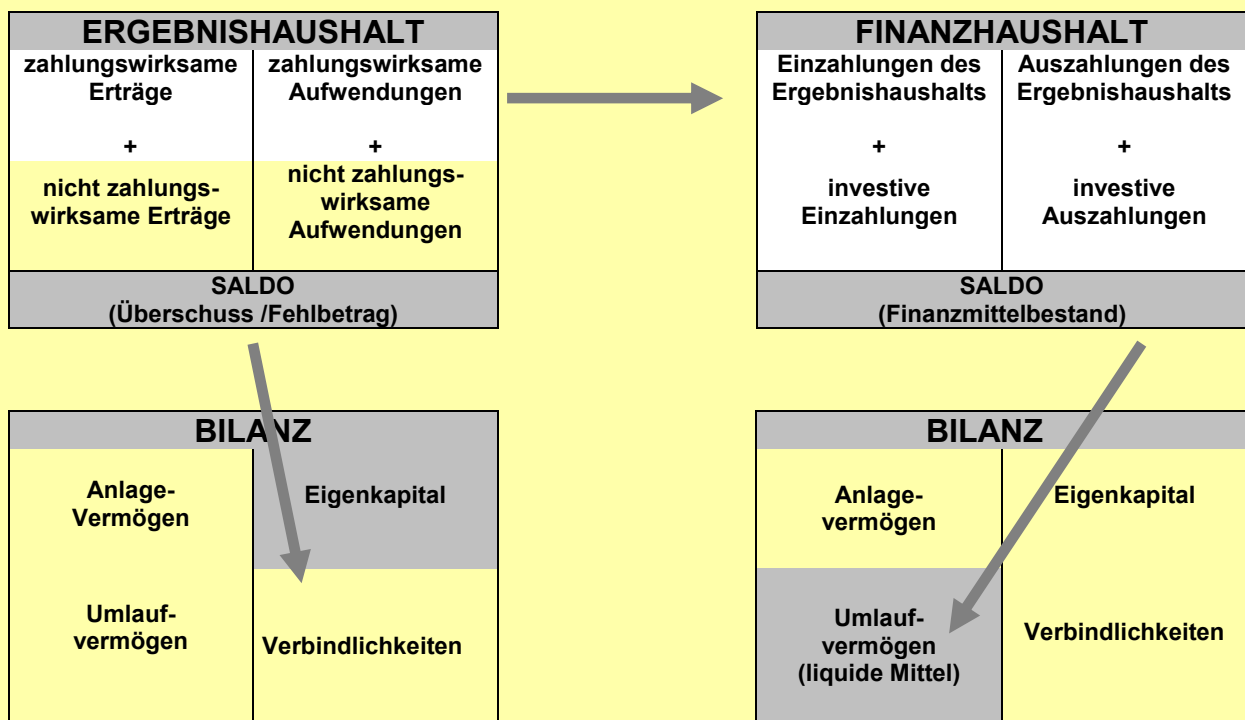 ERGEBNISHAUSHALT
zahlungswirksame
Erträge
+
nicht zahlungs-
wirksame Erträge
zahlungswirksame
Aufwendungen
+
nicht zahlungs-
wirksame
Aufwendungen
SALDO
(Überschuss /Fehlbetrag)
FINANZHAUSHALT
Einzahlungen des
Ergebnishaushalts
+
investive
Einzahlungen
Auszahlungen des
Ergebnishaushalts
+
investive
Auszahlungen
SALDO
(Finanzmittelbestand)
BILANZ
Anlage-
Vermögen
Eigenkapital
Umlauf-
vermögen
Verbindlichkeiten
BILANZ
Anlage-
vermögen
Eigenkapital
Umlauf-
vermögen
(liquide Mittel)
Verbindlichkeiten